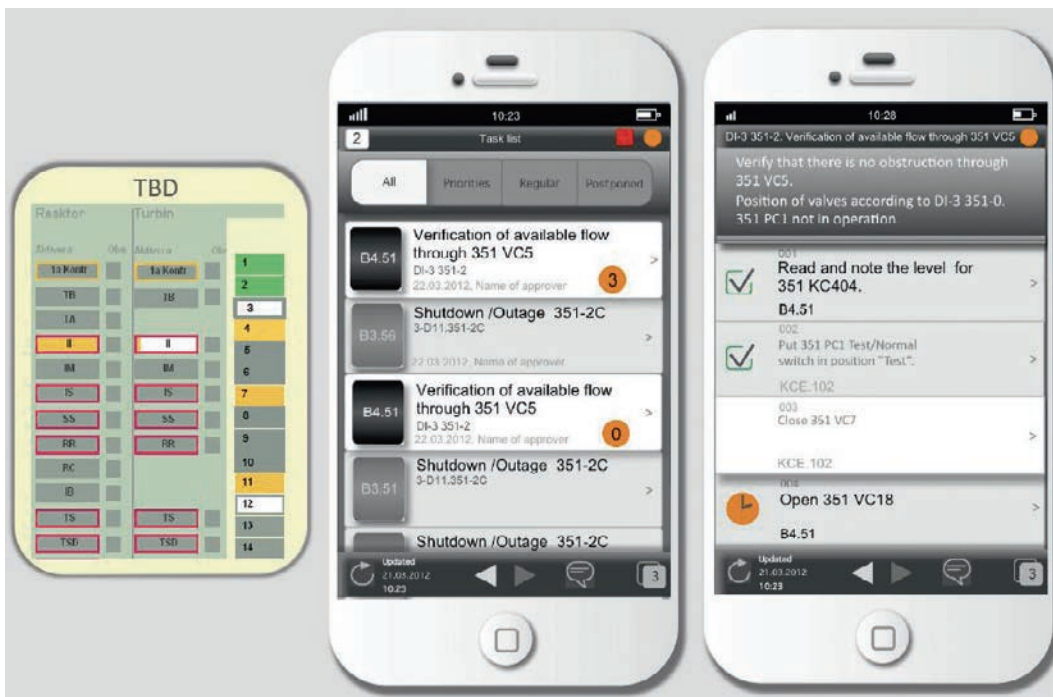 TBD
Reaktor Turbin
Aktivera Obs Aktivera Obs
1a Kontr 1a Kontr
TB TB
TA
II II
IM IM
IS IS
SS SS
RR RR
RC
ID
TS TS
TSD TSD
1
2
3
4
5
6
7
8
9
10
11
12
13
14
10:23
2 Task list
All Priorities Regular Postponed
B4.51
Verification of available flow
through 351 VC5
DI-3 351-2
22.03.2012, Name of approver
3
B3.56
Shutdown /Outage 351-2C
3-D11.351-2C
22.03.2012, Name of approver
B4.51
Verification of available flow
through 351 VC5
DI-3 351-2
22.03.2012, Name of approver
0
B3.51
Shutdown /Outage 351-2C
3-D11.351-2C
Shutdown /Outage 351-2C
Updated
21.03.2012
10:23
3
10:28
DI-3 351-2. Verification of available flow through 351 VC5
Verify that there is no obstruction through
351 VC5.
Position of valves according to DI-3 351-0.
351 PC1 not in operation
001
Read and note the level for
351 KC404.
B4.51
002
Put 351 PC1 Test/Normal
switch in position "Test".
KCE.102
003
Close 351 VC7
KCE.102
004
Open 351 VC18
B4.51
Updated
21.03.2012
10:23
3